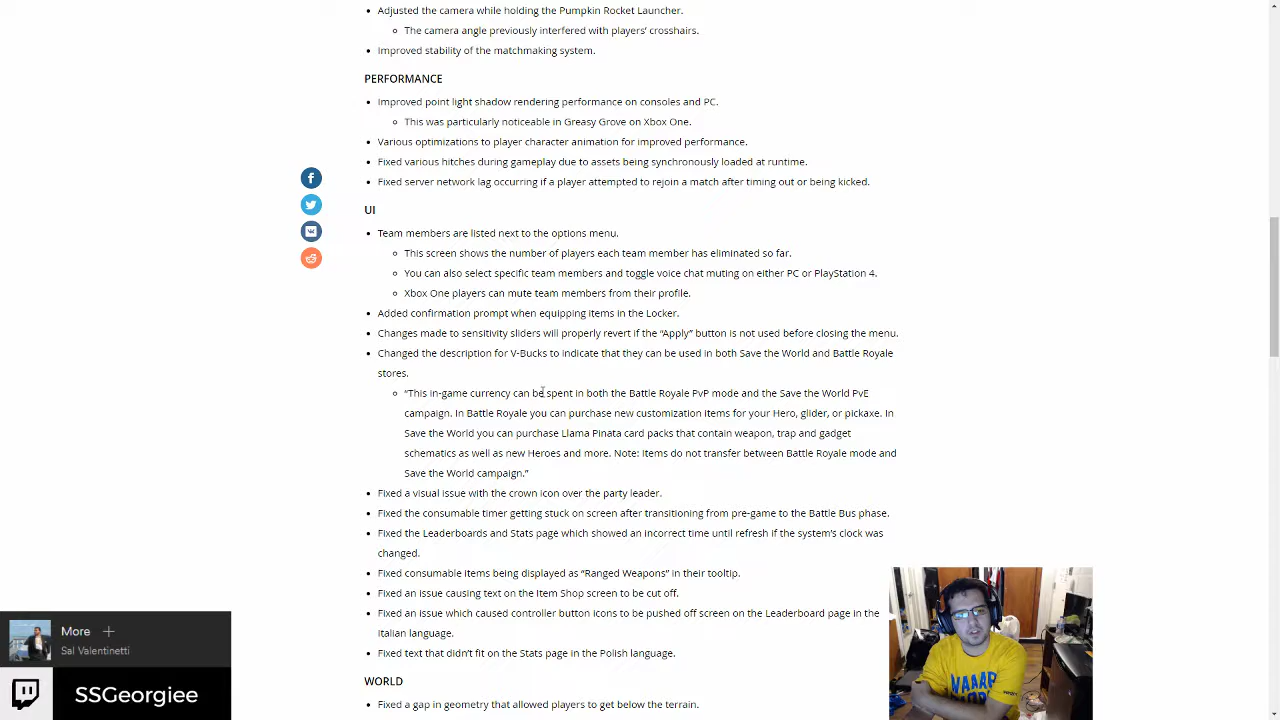 Adjusted the camera while holding the Pumpkin Rocket Launcher.
The camera angle previously interfered with players' crosshairs.
Improved stability of the matchmaking system.
PERFORMANCE
Improved point light shadow rendering performance on consoles and PC.
This was particularly noticeable in Greasy Grove on Xbox One.
Various optimizations to player character animation for improved performance.
Fixed various hitches during gameplay due to assets being synchronously loaded at runtime.
Fixed server network lag occurring if a player attempted to rejoin a match after timing out or being kicked.
UI
Team members are listed next to the options menu.
This screen shows the number of players each team member has eliminated so far.
You can also select specific team members and toggle voice chat muting on either PC or PlayStation 4.
Xbox One players can mute team members from their profile.
Added confirmation prompt when equipping items in the Locker.
Changes made to sensitivity sliders will properly revert if the “Apply” button is not used before closing the menu.
Changed the description for V-Bucks to indicate that they can be used in both Save the World and Battle Royale
stores.
“This in-game currency can be spent in both the Battle Royale PvP mode and the Save the World PvE
campaign. In Battle Royale you can purchase new customization items for your Hero, glider, or pickaxe. In
Save the World you can purchase Llama Pinata card packs that contain weapon, trap and gadget
schematics as well as new Heroes and more. Note: Items do not transfer between Battle Royale mode and
Save the World campaign.”
Fixed a visual issue with the crown icon over the party leader.
Fixed the consumable timer getting stuck on screen after transitioning from pre-game to the Battle Bus phase.
Fixed the Leaderboards and Stats page which showed an incorrect time until refresh if the system's clock was
changed.
Fixed consumable items being displayed as “Ranged Weapons” in their tooltip.
Fixed an issue causing text on the Item Shop screen to be cut off.
Fixed an issue which caused controller button icons to be pushed off screen on the Leaderboard page in the
Italian language.
Fixed text that didn't fit on the Stats page in the Polish language.
WORLD
Fixed a gap in geometry that allowed players to get below the terrain.
More +
Sal Valentinetti
SSGeorgiee